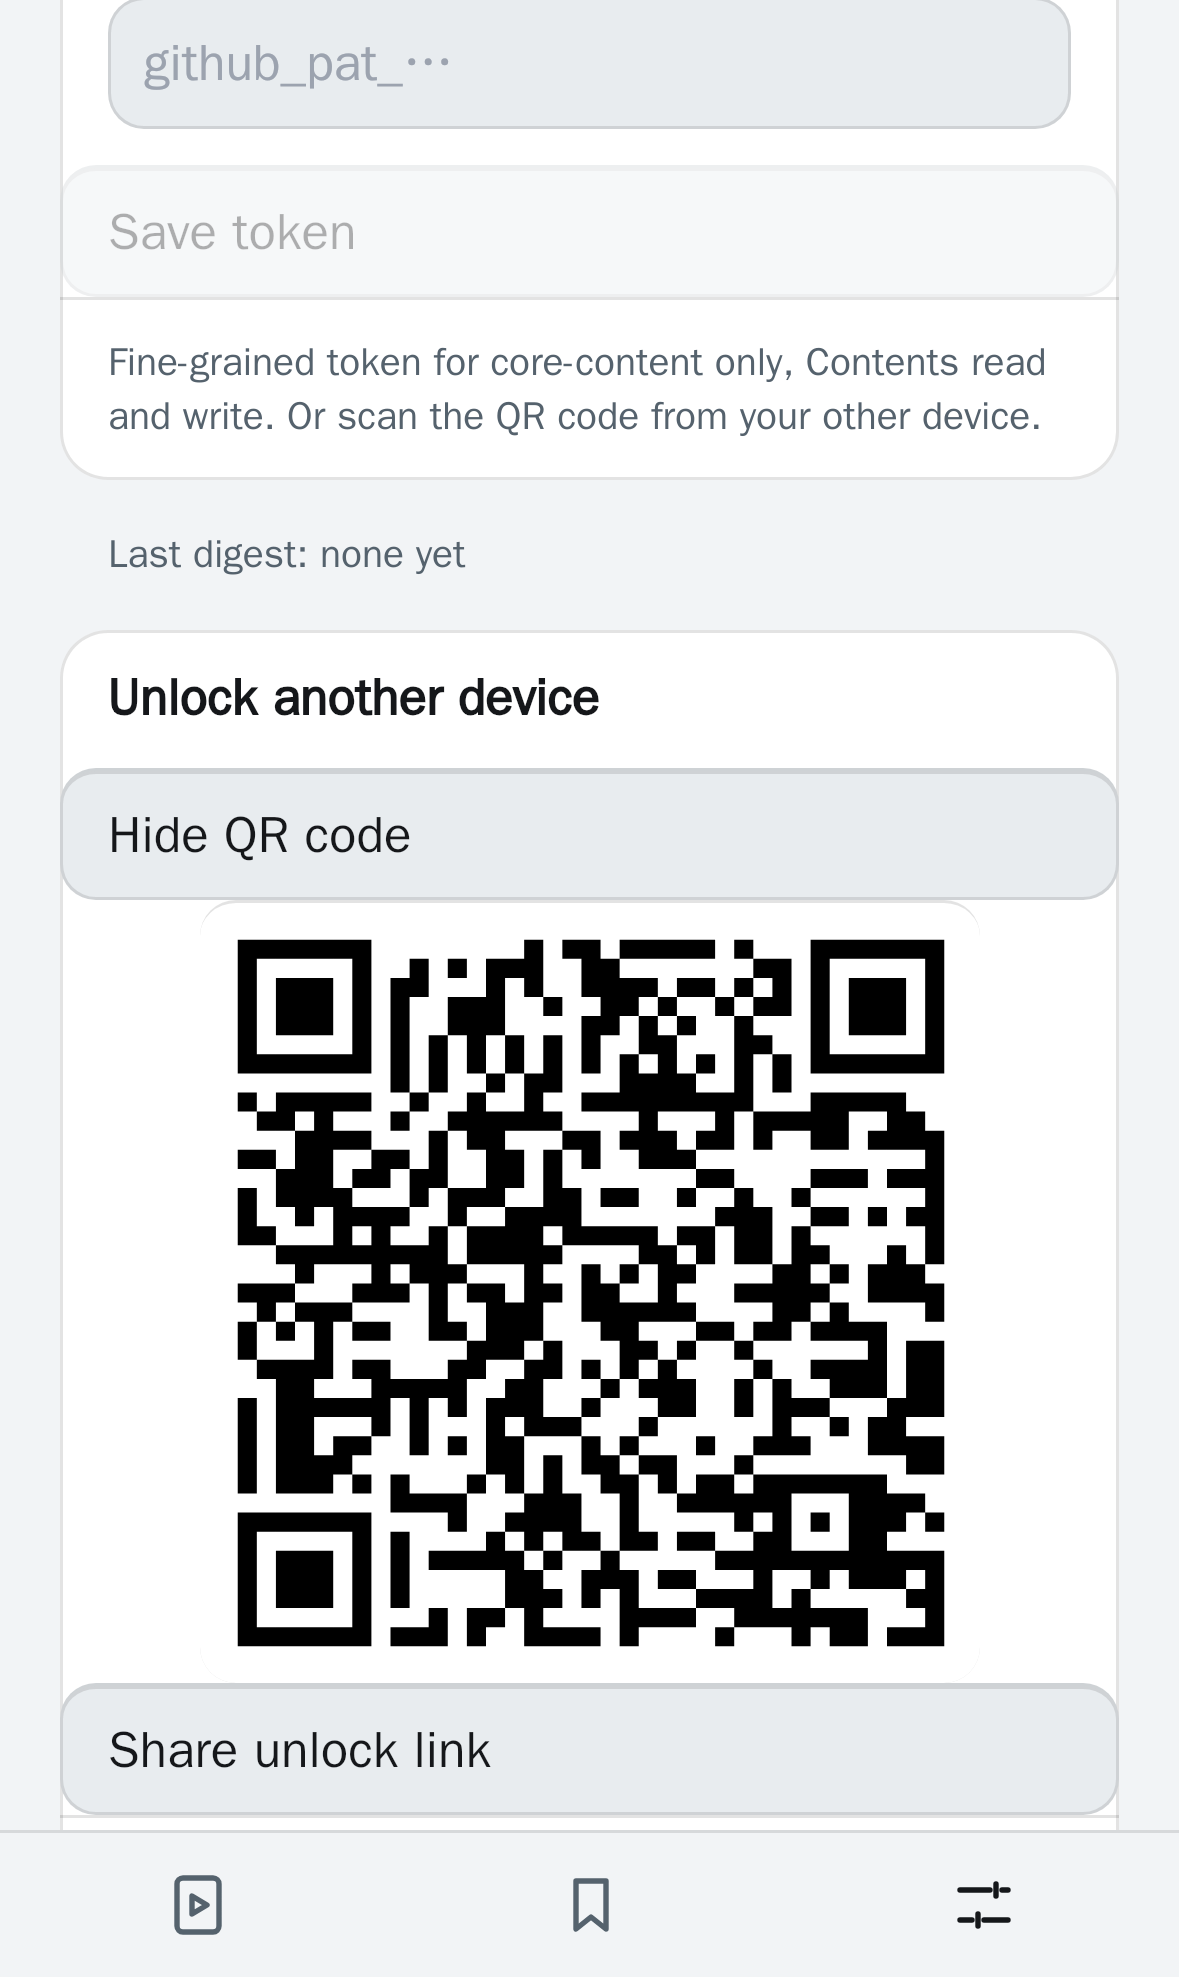 github_pat_…
Save token
Fine-grained token for core-content only, Contents read
and write. Or scan the QR code from your other device.
Last digest: none yet
Unlock another device
Hide QR code
Share unlock link